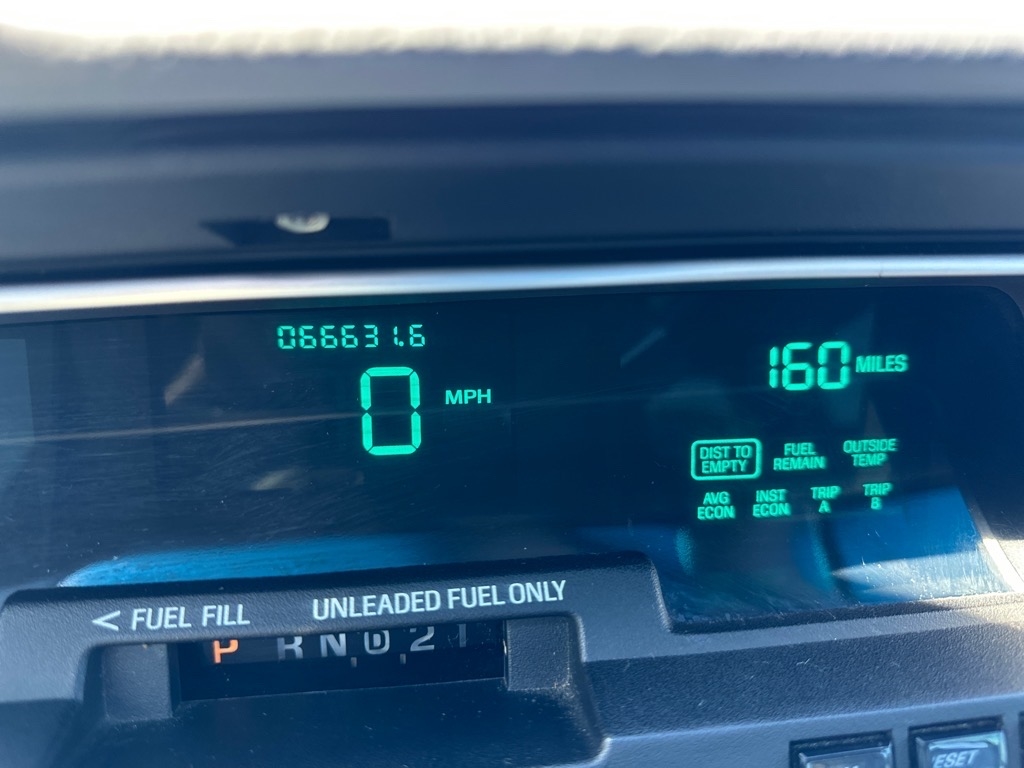 066631.6
0 MPH
160 MILES
DIST TO EMPTY
FUEL REMAIN
OUTSIDE TEMP
AVG ECON
INST ECON
TRIP A
TRIP B
< FUEL FILL
UNLEADED FUEL ONLY
P R N D 2 1